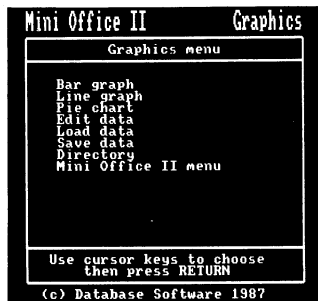 Mini Office II Graphics
Graphics menu
Bar graph
Line graph
Pie chart
Edit data
Load data
Save data
Directory
Mini Office II menu
Use cursor keys to choose
then press RETURN
(c) Database Software 1987